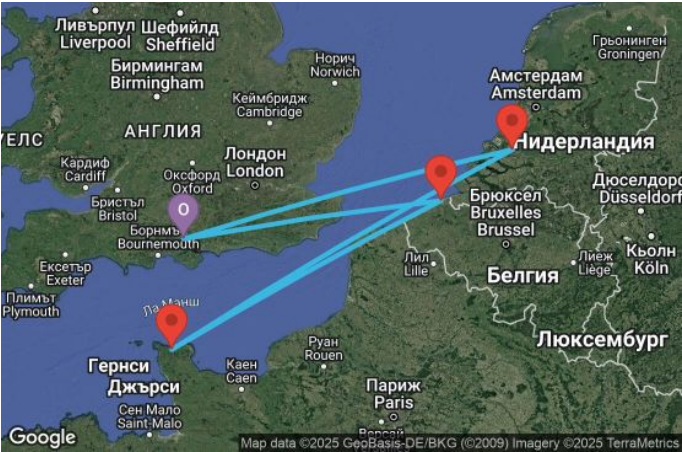 Ливърпул
Liverpool
Шефийлд
Sheffield
Бирмингам
Birmingham
Норич
Norwich
Грьонинген
Groningen
Амстердам
Amsterdam
Кеймбридж
Cambridge
УЕЛС
АНГЛИЯ
Нидерландия
Кардиф
Cardiff
Оксфорд
Oxford
Лондон
London
Бристъл
Bristol
O
Брюксел
Bruxelles
Brussel
Дюселдорф
Düsseldorf
Борнмъ
Bournemouth
Ексетър
Exeter
Лил
Lille
Лиеж
Liège
Кьолн
Köln
Белгия
Плимът
Plymouth
Ла Манш
Люксембург
Гернси
Джърси
Каен
Caen
Руан
Rouen
Париж
Paris
Сен Мало
Saint-Malo
Версай
Google
Map data ©2025 GeoBasis-DE/BKG (©2009) Imagery ©2025 TerraMetrics